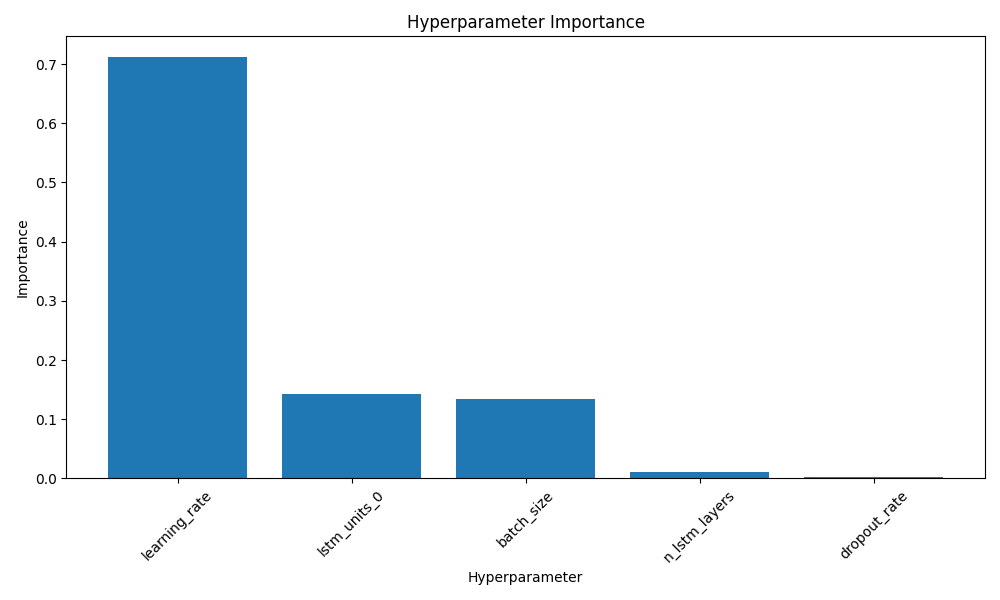 Hyperparameter Importance
Importance
0.7
0.6
0.5
0.4
0.3
0.2
0.1
0.0
learning_rate
lstm_units_0
batch_size
n_lstm_layers
dropout_rate
Hyperparameter